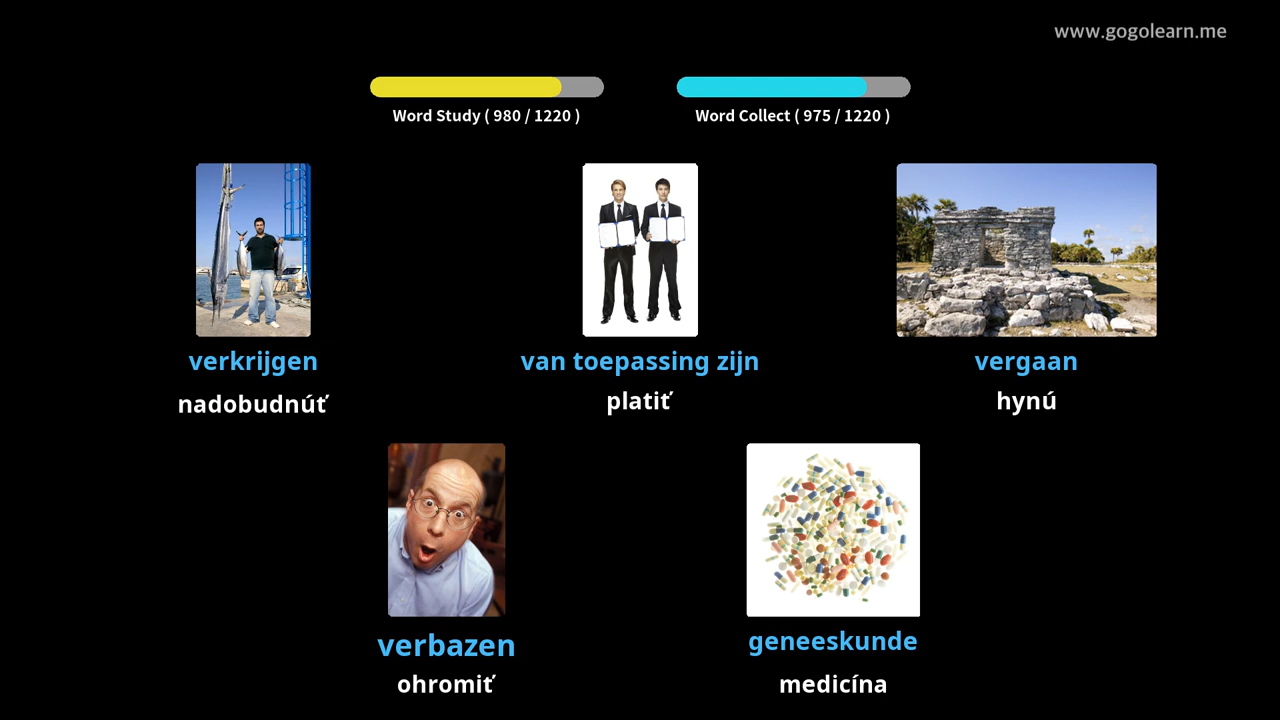 www.gogolearn.me
Word Study ( 980 / 1220 )
Word Collect ( 975 / 1220 )
verkrijgen
nadobudnúť
van toepassing zijn
platiť
vergaan
hynú
verbazen
ohromiť
geneeskunde
medicína